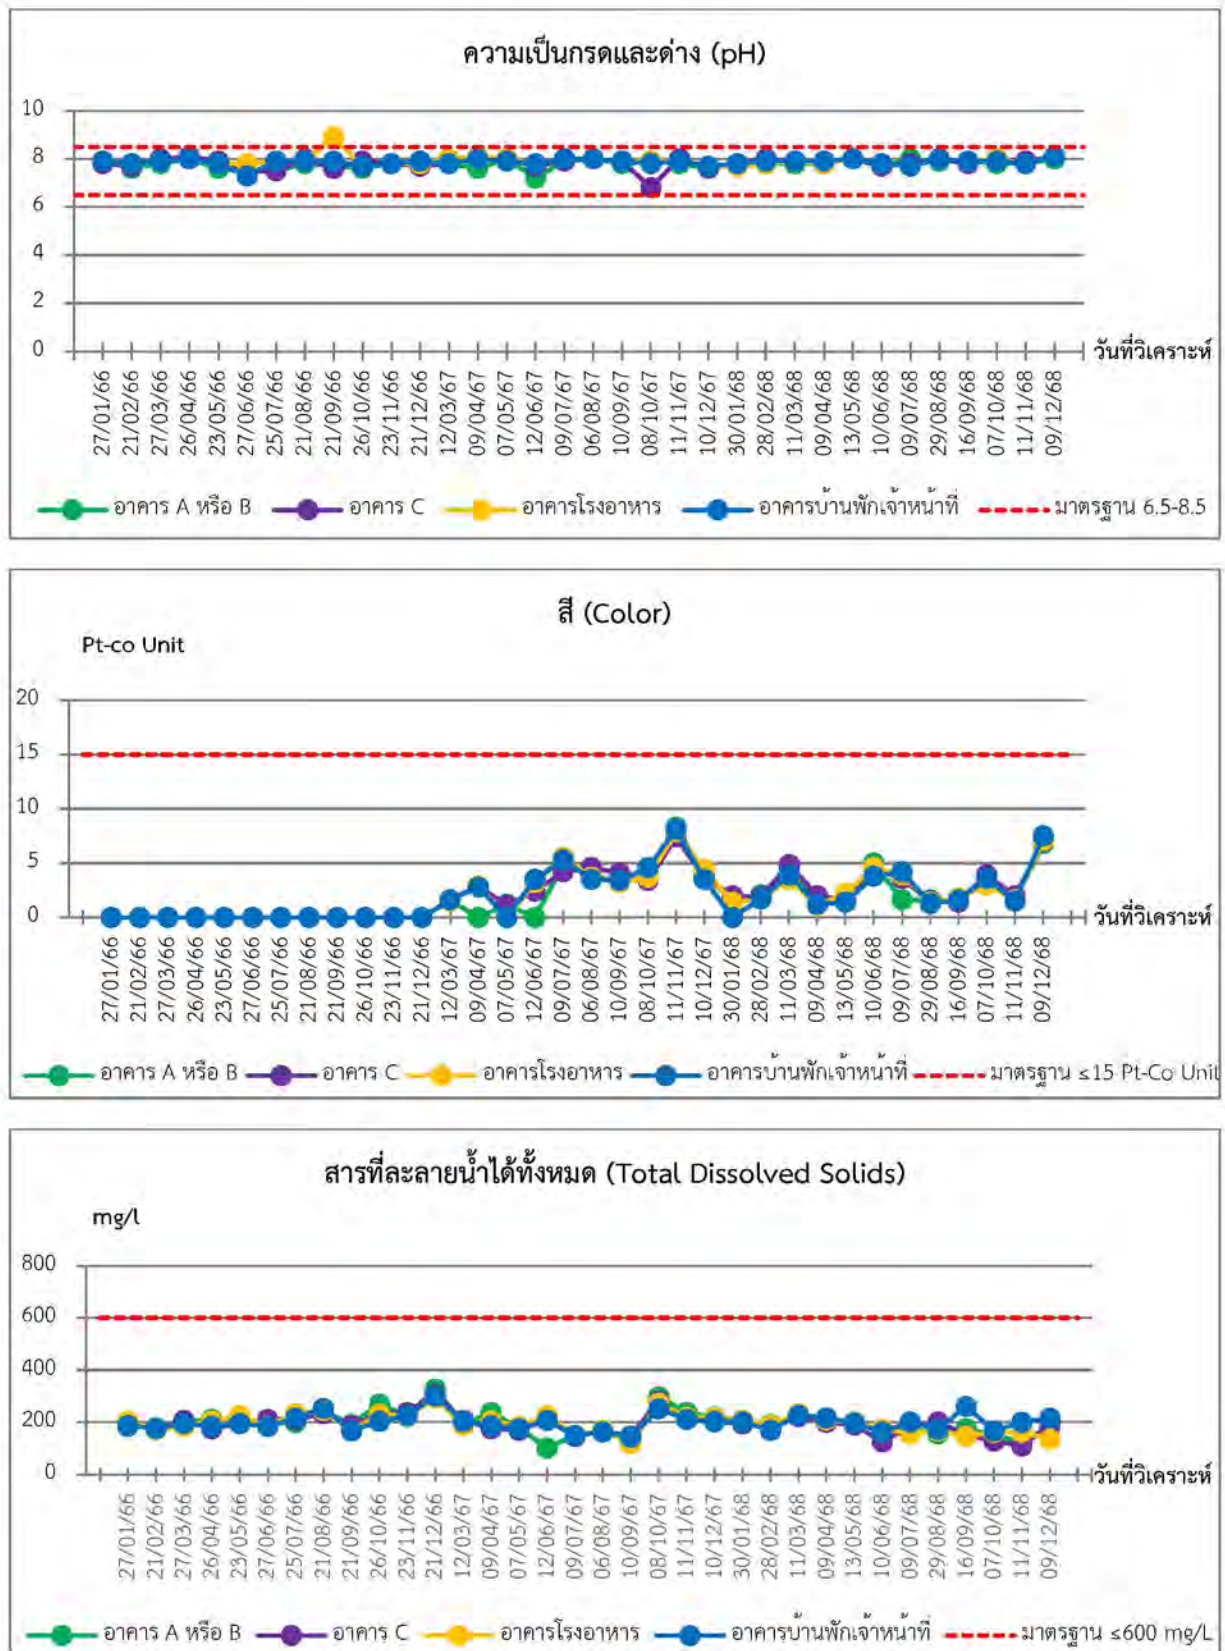 ความเป็นกรดและด่าง (pH)
10
8
6
4
2
0
วันที่วิเคราะห์
27/01/66 21/02/66 27/03/66 26/04/66 23/05/66 27/06/66 25/07/66 21/08/66 21/09/66 26/10/66 23/11/66 21/12/66 12/03/67 09/04/67 07/05/67 12/06/67 09/07/67 06/08/67 10/09/67 08/10/67 11/11/67 10/12/67 30/01/68 28/02/68 11/03/68 09/04/68 13/05/68 10/06/68 09/07/68 29/08/68 16/09/68 07/10/68 11/11/68 09/12/68
อาคาร A หรือ B อาคาร C อาคารโรงอาหาร อาคารบ้านพักเจ้าหน้าที่ มาตรฐาน 6.5-8.5
สี (Color)
Pt-co Unit
20
15
10
5
0
วันที่วิเคราะห์
27/01/66 21/02/66 27/03/66 26/04/66 23/05/66 27/06/66 25/07/66 21/08/66 21/09/66 26/10/66 23/11/66 21/12/66 12/03/67 09/04/67 07/05/67 12/06/67 09/07/67 06/08/67 10/09/67 08/10/67 11/11/67 10/12/67 30/01/68 28/02/68 11/03/68 09/04/68 13/05/68 10/06/68 09/07/68 29/08/68 16/09/68 07/10/68 11/11/68 09/12/68
อาคาร A หรือ B อาคาร C อาคารโรงอาหาร อาคารบ้านพักเจ้าหน้าที่ มาตรฐาน ≤15 Pt-Co Unit
สารที่ละลายน้ำได้ทั้งหมด (Total Dissolved Solids)
mg/l
800
600
400
200
0
วันที่วิเคราะห์
27/01/66 21/02/66 27/03/66 26/04/66 23/05/66 27/06/66 25/07/66 21/08/66 21/09/66 26/10/66 23/11/66 21/12/66 12/03/67 09/04/67 07/05/67 12/06/67 09/07/67 06/08/67 10/09/67 08/10/67 11/11/67 10/12/67 30/01/68 28/02/68 11/03/68 09/04/68 13/05/68 10/06/68 09/07/68 29/08/68 16/09/68 07/10/68 11/11/68 09/12/68
อาคาร A หรือ B อาคาร C อาคารโรงอาหาร อาคารบ้านพักเจ้าหน้าที่ มาตรฐาน ≤600 mg/L